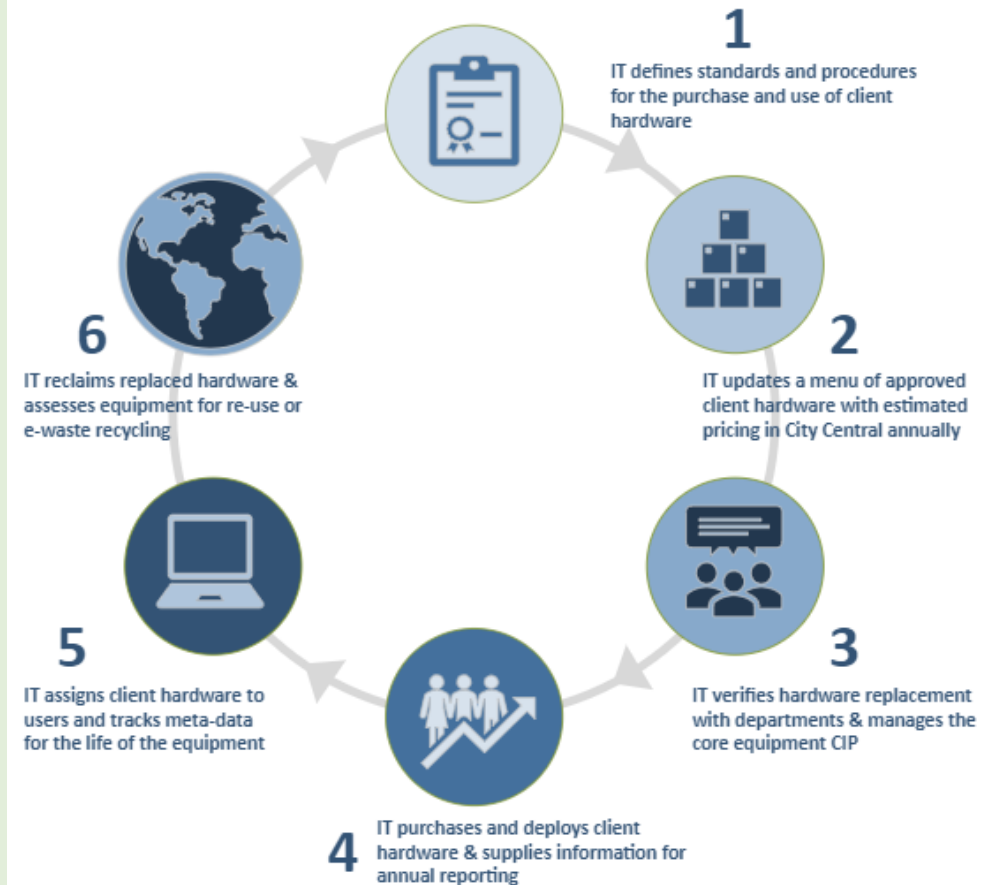 1
IT defines standards and procedures
for the purchase and use of client
hardware
2
IT updates a menu of approved
client hardware with estimated
pricing in City Central annually
3
IT verifies hardware replacement
with departments & manages the
core equipment CIP
4
IT purchases and deploys client
hardware & supplies information for
annual reporting
5
IT assigns client hardware to
users and tracks meta-data
for the life of the equipment
6
IT reclaims replaced hardware &
assesses equipment for re-use or
e-waste recycling